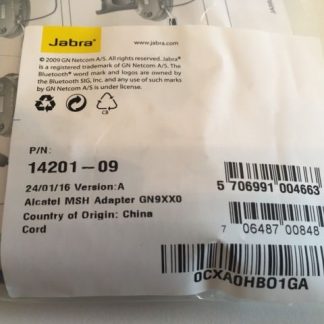 Jabra
www.jabra.com
© 2009 GN Netcom A/S. All rights reserved. Jabra®
is a registered trademark of GN Netcom A/S. The
Bluetooth® word mark and logos are owned by
the Bluetooth SIG, Inc. and any use of such marks
by GN Netcom A/S is under license.
CB
P/N:
14201-09
24/01/16 Version:A
Alcatel MSH Adapter GN9XX0
Country of Origin: China
Cord
5 706991 004663
7 06487 00848
0CXA0HB01GA